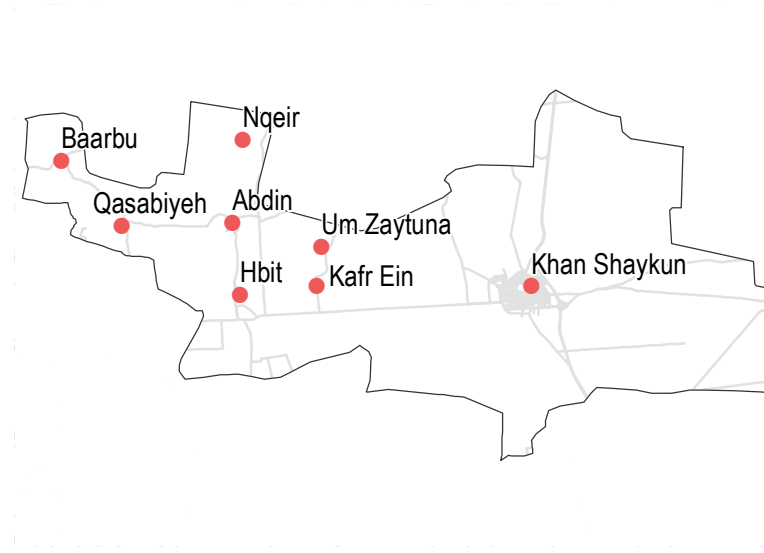 Nqeir
Baarbu
Qasabiyeh
Abdin
Um Zaytuna
Hbit
Kafr Ein
Khan Shaykun